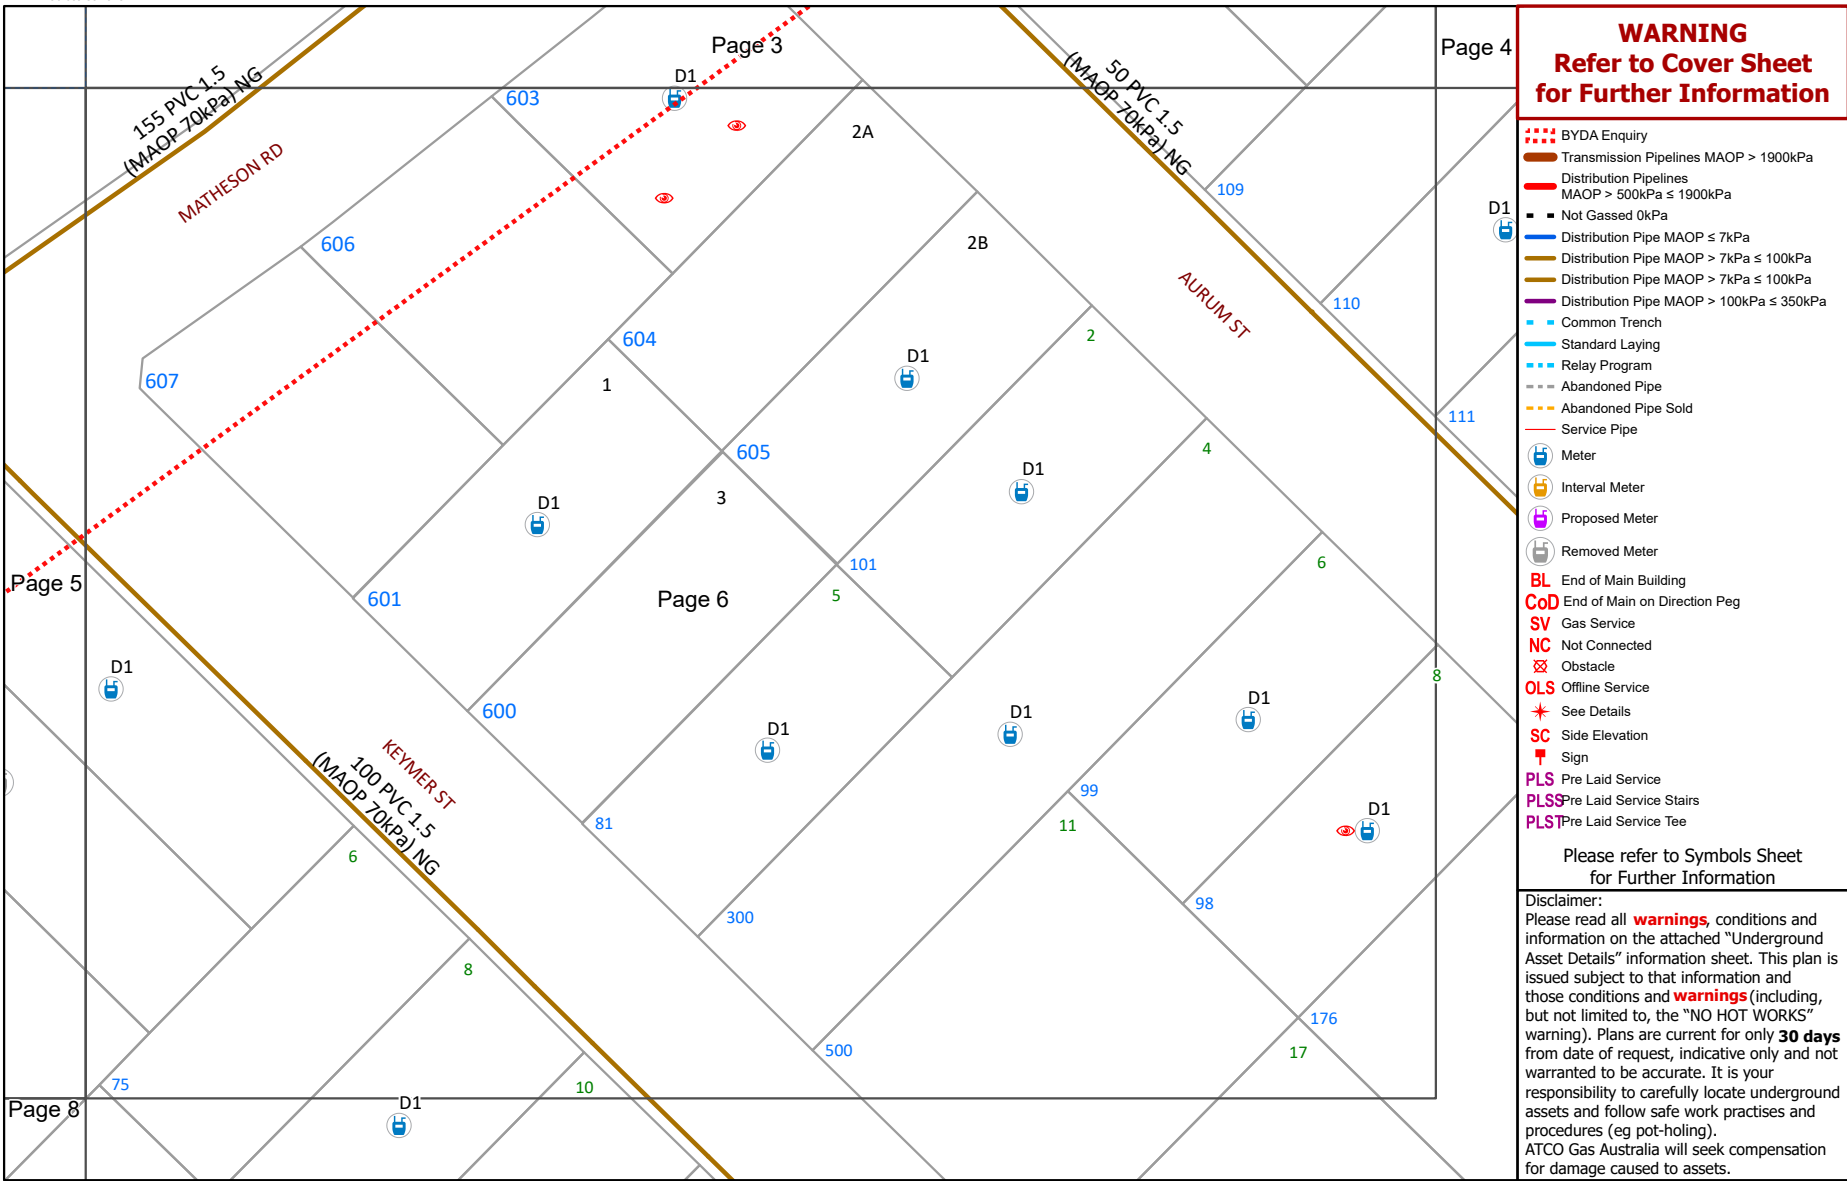 Page 3
Page 4
D1
155 PVC 1.5
(MAOP 70kPa) NG
50 PVC 1.5
(MAOP 70kPa) NG
603
2A
MATHESON RD
109
D1
606
2B
AURUM ST
110
604
2
D1
607
1
111
605
4
D1
3
D1
101
6
Page 5
601
Page 6
5
D1
8
600
D1
D1
D1
KEYMER ST
100 PVC 1.5
(MAOP 70kPa) NG
99
D1
81
11
6
98
300
8
176
500
17
75
10
Page 8
D1
WARNING
Refer to Cover Sheet
for Further Information
BYDA Enquiry
Transmission Pipelines MAOP > 1900kPa
Distribution Pipelines
MAOP > 500kPa ≤ 1900kPa
Not Gassed 0kPa
Distribution Pipe MAOP ≤ 7kPa
Distribution Pipe MAOP > 7kPa ≤ 100kPa
Distribution Pipe MAOP > 7kPa ≤ 100kPa
Distribution Pipe MAOP > 100kPa ≤ 350kPa
Common Trench
Standard Laying
Relay Program
Abandoned Pipe
Abandoned Pipe Sold
Service Pipe
Meter
Interval Meter
Proposed Meter
Removed Meter
BL End of Main Building
CoD End of Main on Direction Peg
SV Gas Service
NC Not Connected
Obstacle
OLS Offline Service
See Details
SC Side Elevation
Sign
PLS Pre Laid Service
PLSS Pre Laid Service Stairs
PLST Pre Laid Service Tee
Please refer to Symbols Sheet
for Further Information
Disclaimer:
Please read all warnings, conditions and
information on the attached “Underground
Asset Details” information sheet. This plan is
issued subject to that information and
those conditions and warnings (including,
but not limited to, the “NO HOT WORKS”
warning). Plans are current for only 30 days
from date of request, indicative only and not
warranted to be accurate. It is your
responsibility to carefully locate underground
assets and follow safe work practises and
procedures (eg pot-holing).
ATCO Gas Australia will seek compensation
for damage caused to assets.